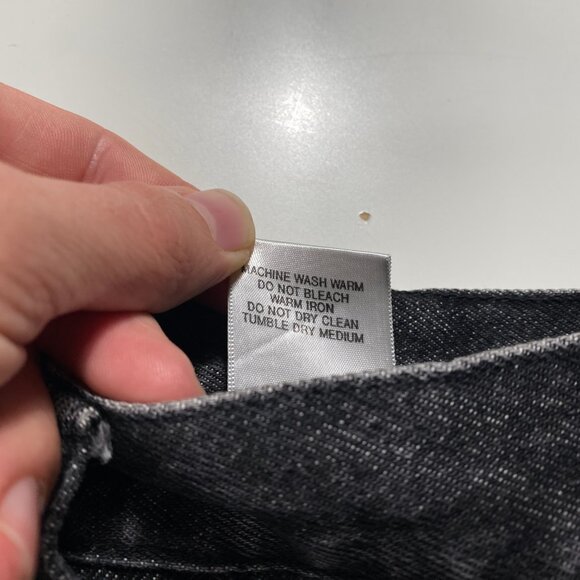 MACHINE WASH WARM
DO NOT BLEACH
WARM IRON
DO NOT DRY CLEAN
TUMBLE DRY MEDIUM